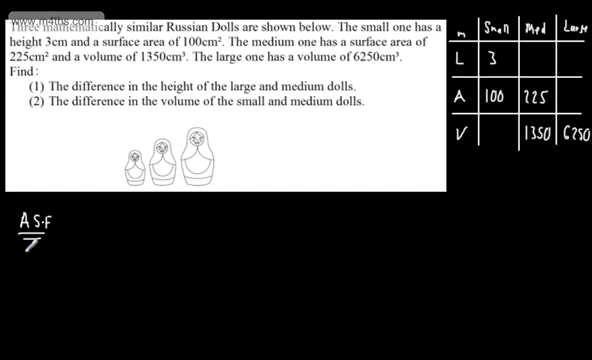 www.m4ths.com
Three mathematically similar Russian Dolls are shown below. The small one has a
height 3cm and a surface area of 100cm². The medium one has a surface area of
225cm² and a volume of 1350cm³. The large one has a volume of 6250cm³.
Find:
(1) The difference in the height of the large and medium dolls.
(2) The difference in the volume of the small and medium dolls.
Small Med Large
L 3
A 100 225
V 1350 6250
A S.F